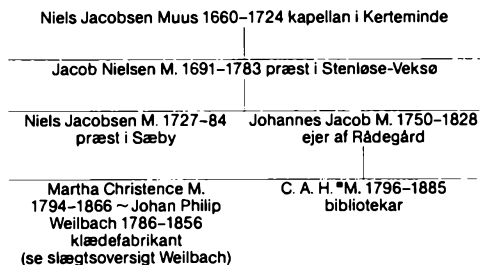 Niels Jacobsen Muus 1660–1724 kapellan i Kerteminde
Jacob Nielsen M. 1691–1783 præst i Stenløse-Veksø
Niels Jacobsen M. 1727–84
præst i Sæby
Johannes Jacob M. 1750–1828
ejer af Rådegård
Martha Christence M.
1794–1866 ~ Johan Philip
Weilbach 1786–1856
klædefabrikant
(se slægtsoversigt Weilbach)
C. A. H. *M. 1796–1885
bibliotekar